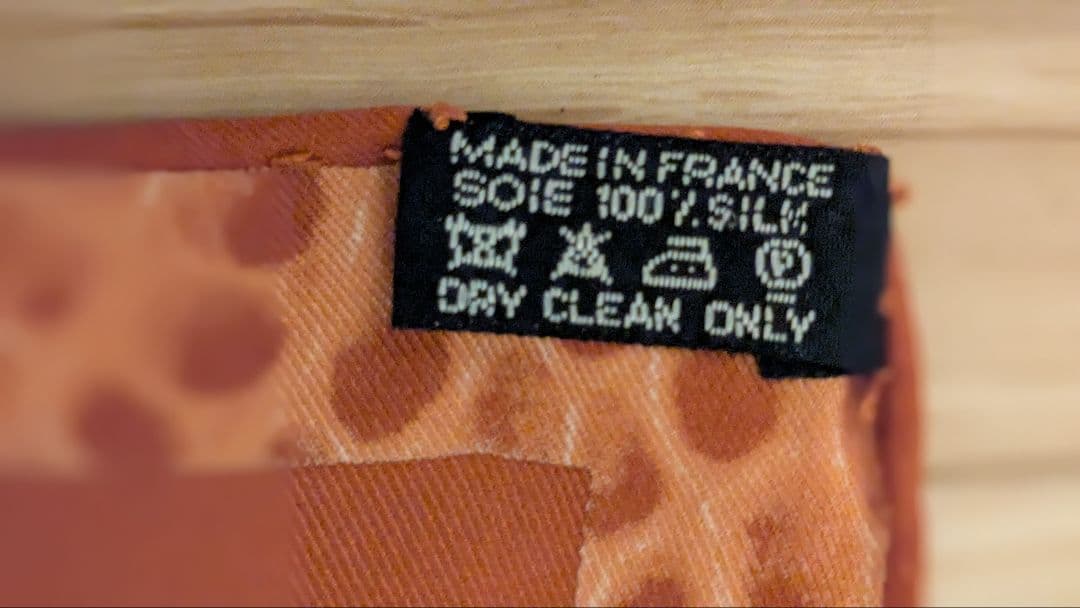 MADE IN FRANCE
SOIE 100% SILK
P
DRY CLEAN ONLY